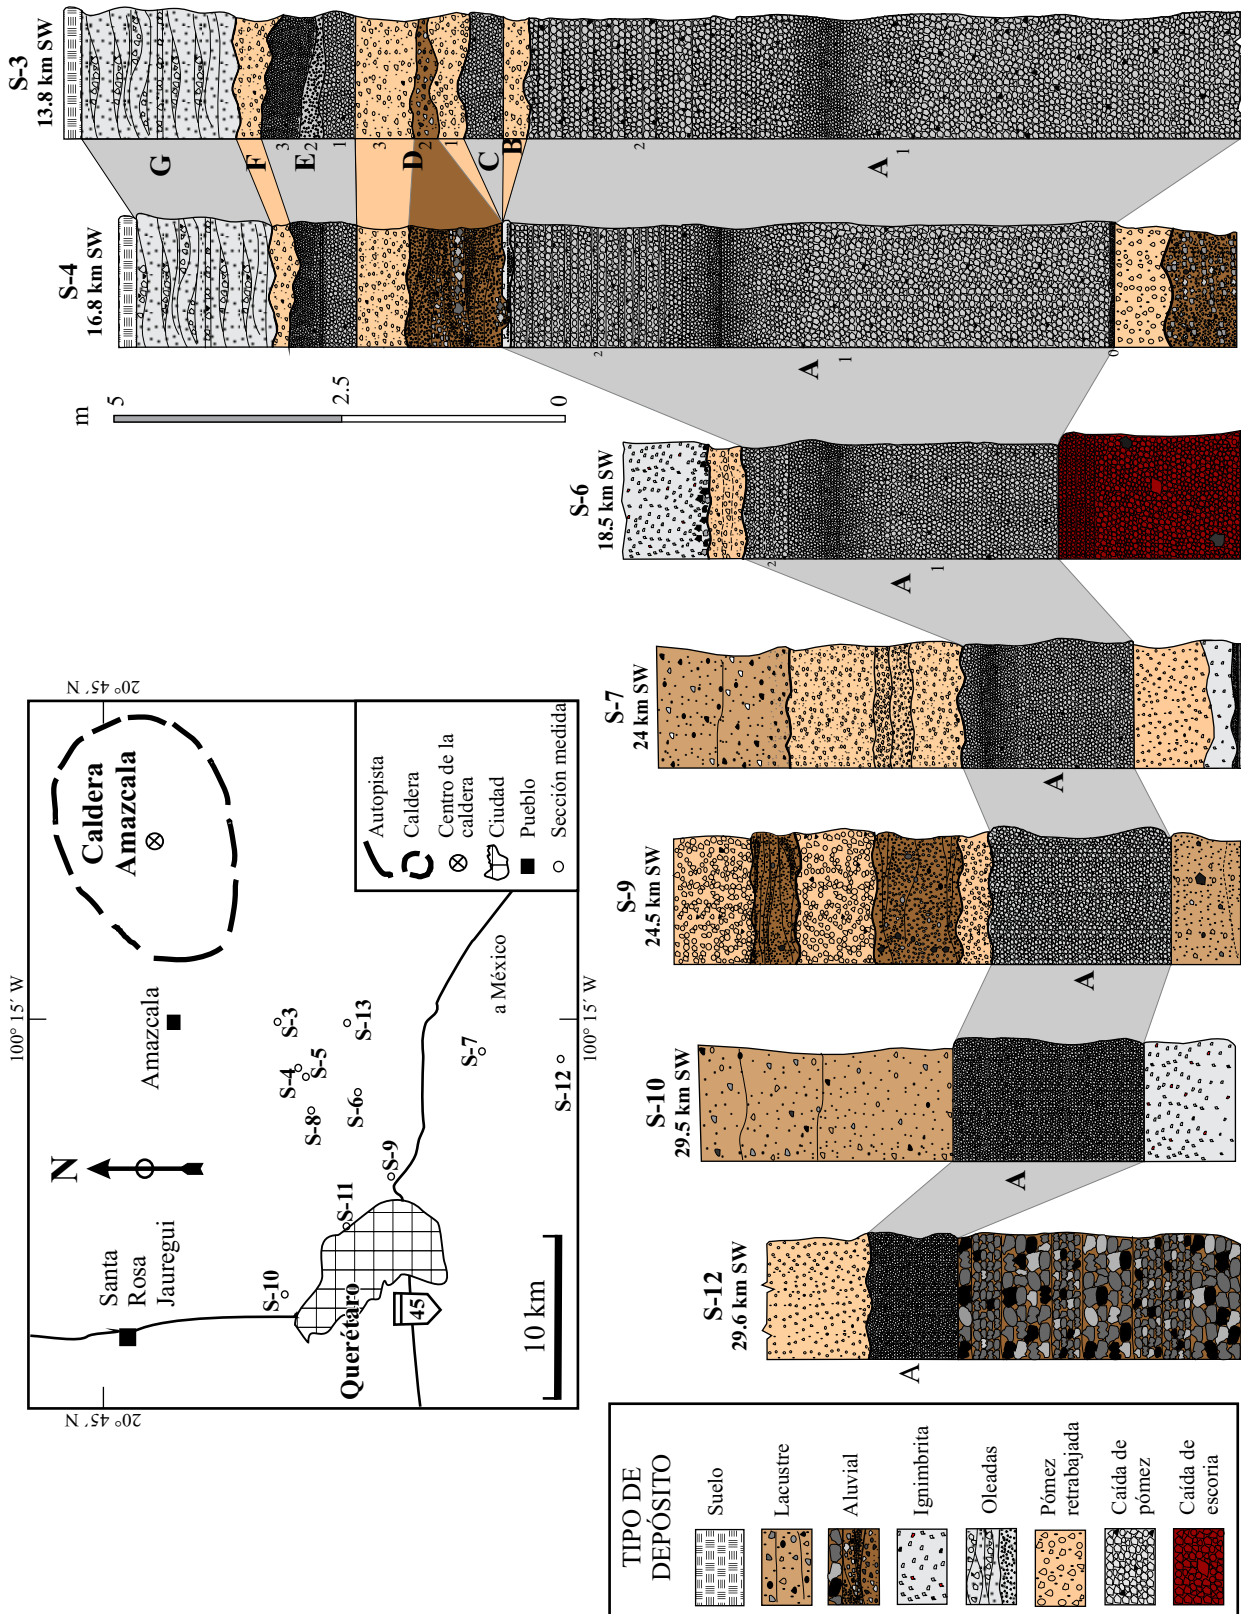 S-12
29.6 km SW
A
S-10
29.5 km SW
A
S-9
24.5 km SW
A
S-7
24 km SW
A
S-6
18.5 km SW
2
1
A
m
5
2.5
0
S-4
16.8 km SW
2
1
0
A
S-3
13.8 km SW
G
F
E
D
C
B
A
3
2
1
3
2
1
2
1
100° 15´ W
20° 45´ N
20° 45´ N
100° 15´ W
N
Santa
Rosa
Jauregui
Amazcala
Caldera
Amazcala
S-10
S-11
S-9
S-8
S-6
S-4
S-5
S-3
S-13
S-7
S-12
Querétaro
45
a México
10 km
Autopista
Caldera
Centro de la
caldera
Ciudad
Pueblo
Sección medida
TIPO DE
DEPÓSITO
Suelo
Lacustre
Aluvial
Ignimbrita
Oleadas
Pómez
retrabajada
Caída de
pómez
Caída de
escoria